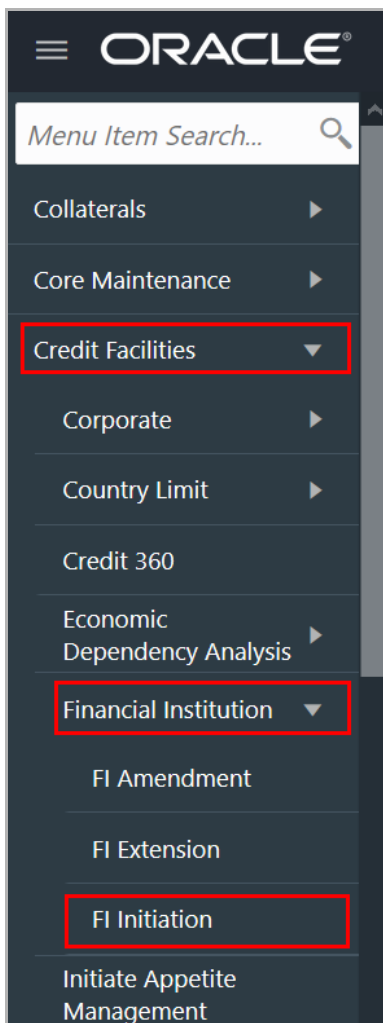 ORACLE®
Menu Item Search...
Collaterals
Core Maintenance
Credit Facilities
Corporate
Country Limit
Credit 360
Economic
Dependency Analysis
Financial Institution
FI Amendment
FI Extension
FI Initiation
Initiate Appetite
Management